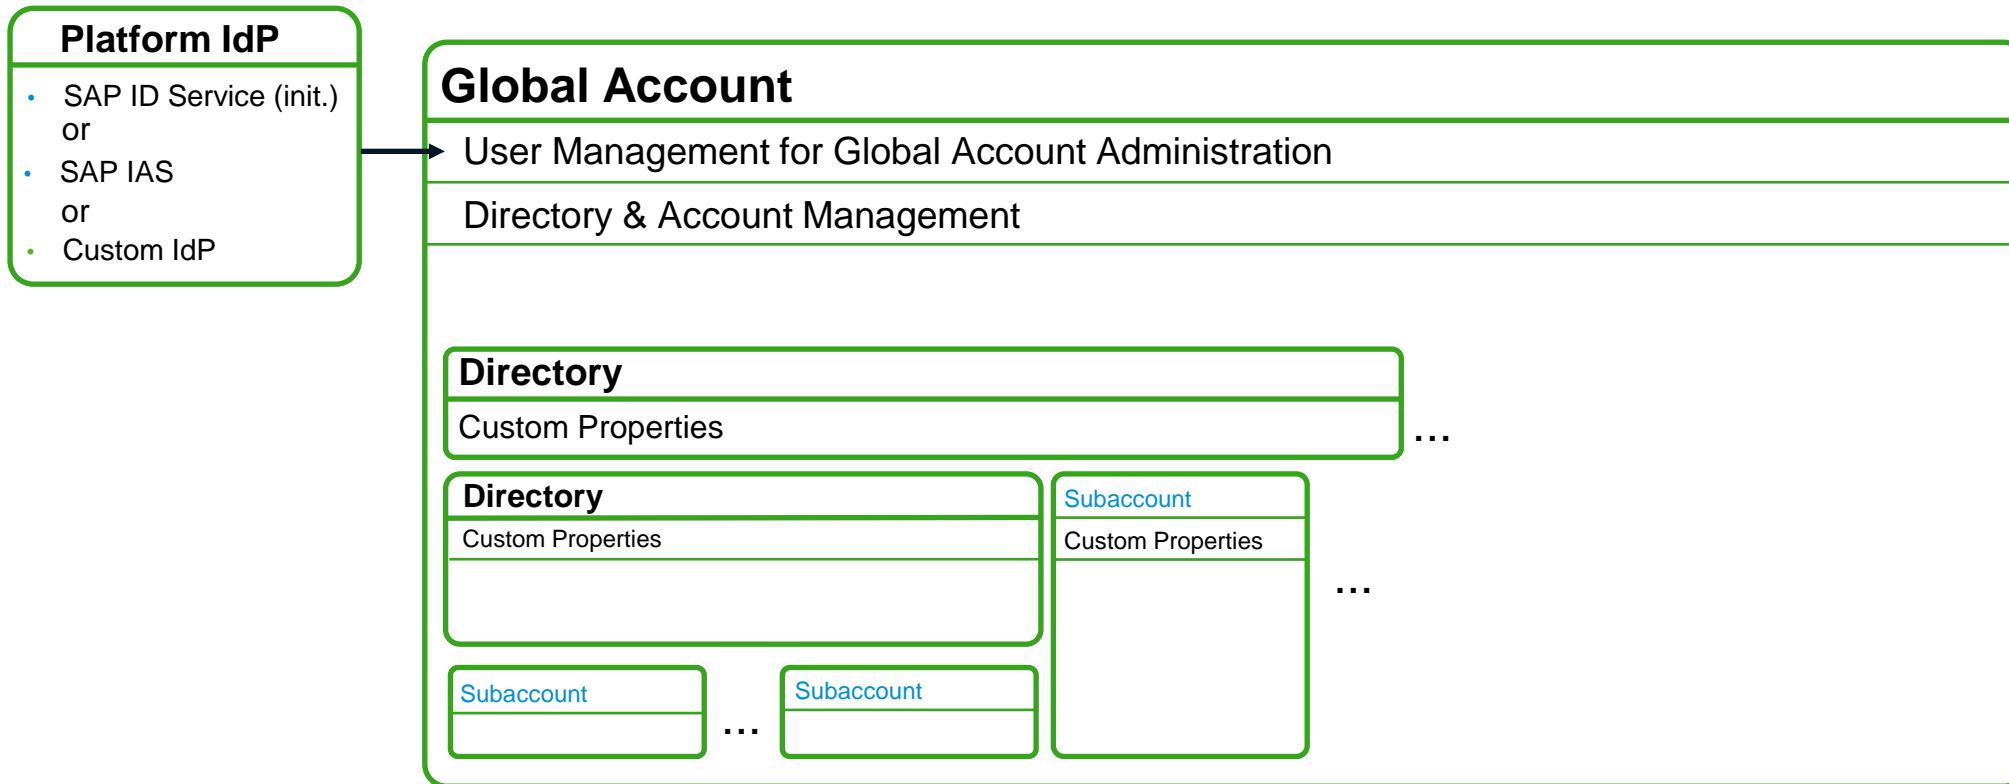 Platform IdP
• SAP ID Service (init.)
or
• SAP IAS
or
• Custom IdP
Global Account
User Management for Global Account Administration
Directory & Account Management
Directory
Custom Properties
...
Directory
Custom Properties
Subaccount
Custom Properties
...
Subaccount
...
Subaccount